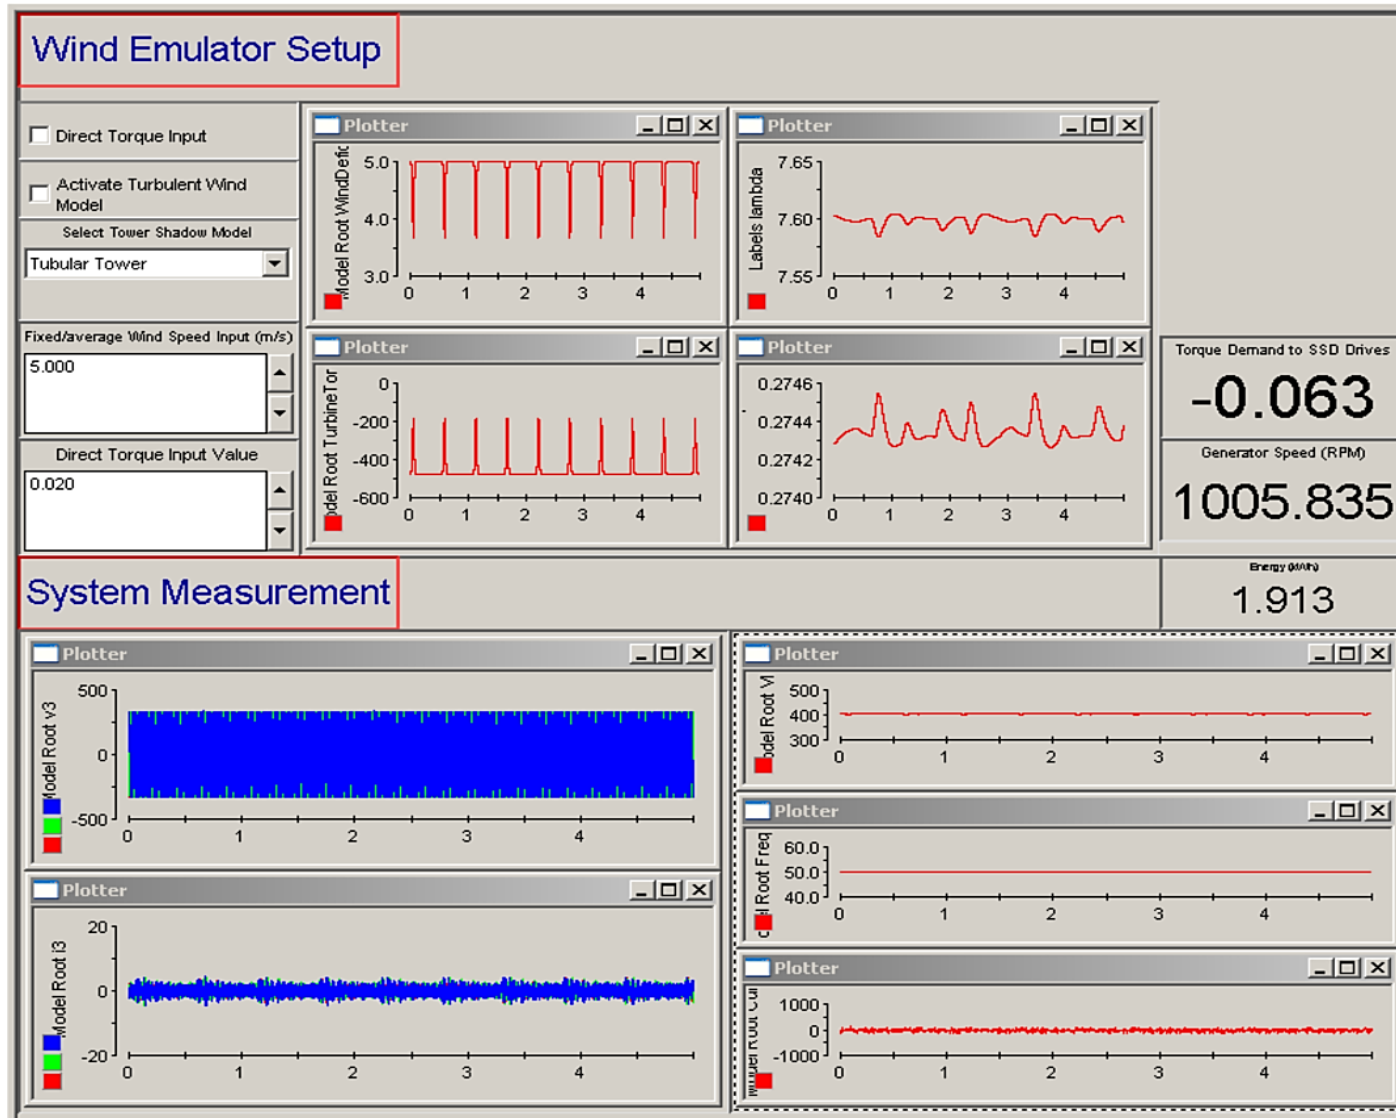 Wind Emulator Setup
Direct Torque Input
Activate Turbulent Wind
Model
Select Tower Shadow Model
Tubular Tower
Fixed/average Wind Speed Input (m/s)
5.000
Direct Torque Input Value
0.020
Plotter
Model Root WindDefic
5.0
4.0
3.0
0 1 2 3 4
Plotter
Labels lambda
7.65
7.60
7.55
0 1 2 3 4
Plotter
odel Root TurbineTor
0
-200
-400
-600
0 1 2 3 4
Plotter
0.2746
0.2744
0.2742
0.2740
0 1 2 3 4
Torque Demand to SSD Drives
-0.063
Generator Speed (RPM)
1005.835
System Measurement
Energy (kWh)
1.913
Plotter
Model Root v3
500
0
-500
0 1 2 3 4
Plotter
Model Root i3
20
0
-20
0 1 2 3 4
Plotter
odel Root
500
400
300
0 1 2 3 4
Plotter
Root Freq
60.0
50.0
40.0
0 1 2 3 4
Plotter
Root
1000
0
-1000
0 1 2 3 4